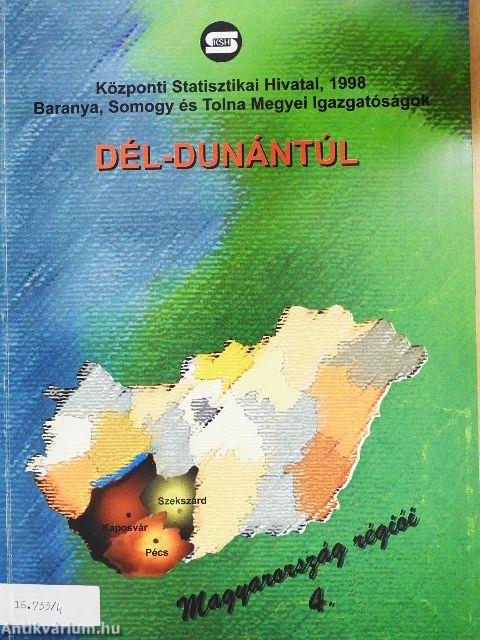 KSH
Központi Statisztikai Hivatal, 1998
Baranya, Somogy és Tolna Megyei Igazgatóságok
DÉL-DUNÁNTÚL
Szekszárd
Kaposvár
Pécs
Magyarország régiói
4.
16.733/4
Antikvarium.hu